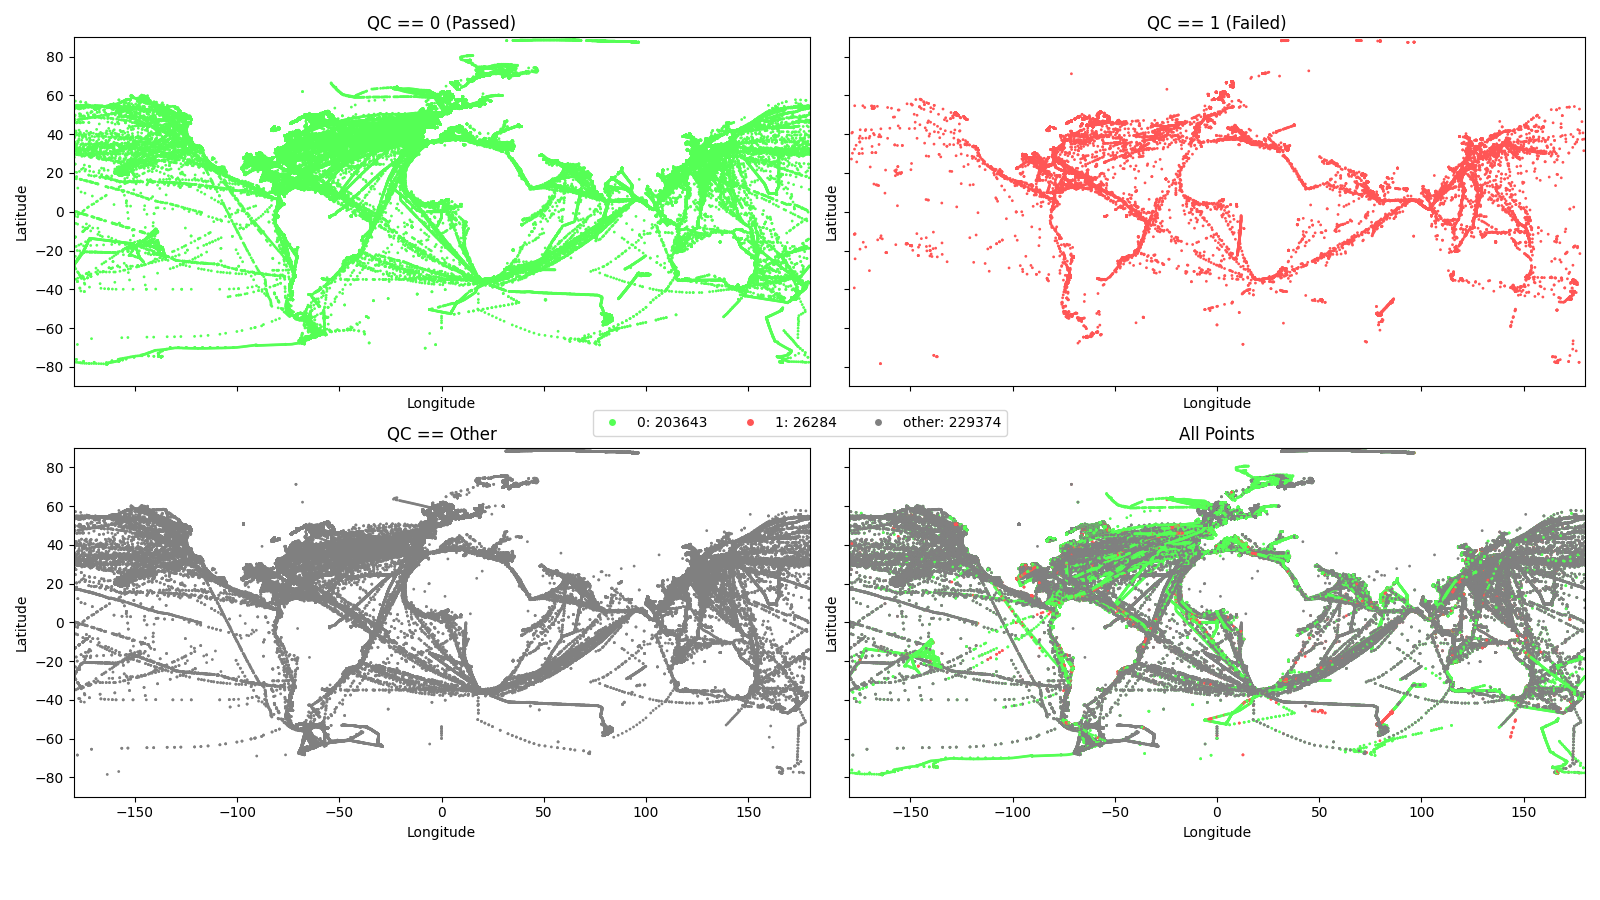 QC == 0 (Passed)
QC == 1 (Failed)
Latitude
80
60
40
20
0
−20
−40
−60
−80
Longitude
Latitude
Longitude
0: 203643
1: 26284
other: 229374
QC == Other
All Points
Latitude
80
60
40
20
0
−20
−40
−60
−80
−150
−100
−50
0
50
100
150
Longitude
Latitude
−150
−100
−50
0
50
100
150
Longitude